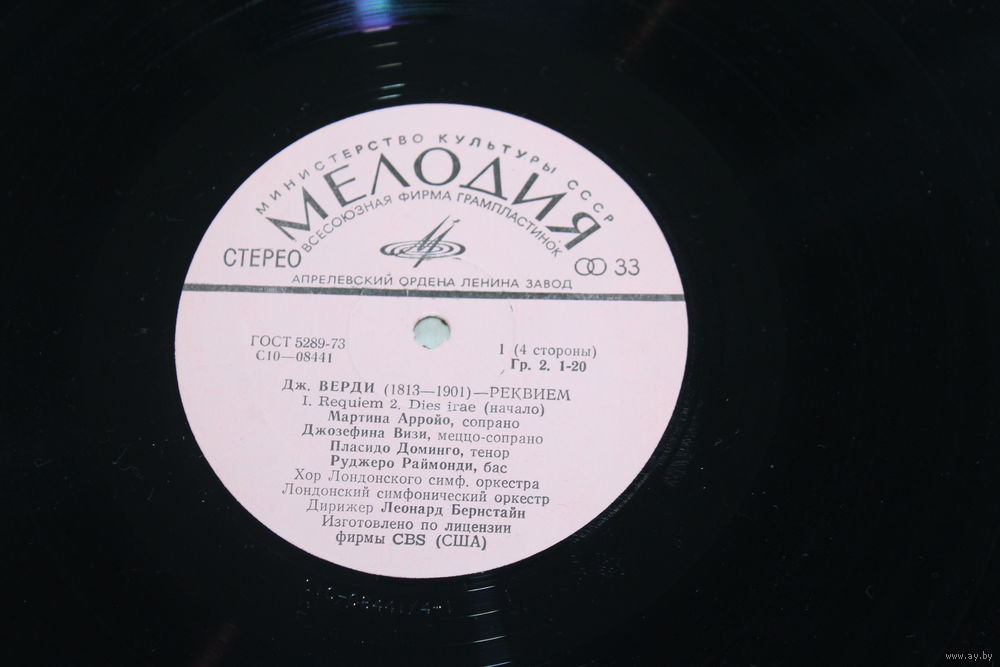 МИНИСТЕРСТВО КУЛЬТУРЫ СССР
МЕЛОДИЯ
ВСЕСОЮЗНАЯ ФИРМА ГРАМПЛАСТИНОК
СТЕРЕО
33
АПРЕЛЕВСКИЙ ОРДЕНА ЛЕНИНА ЗАВОД
ГОСТ 5289-73
С10—08441
1 (4 стороны)
Гр. 2. 1-20
Дж. ВЕРДИ (1813—1901)—РЕКВИЕМ
1. Requiem 2. Dies irae (начало)
Мартина Арройо, сопрано
Джозефина Визи, меццо-сопрано
Пласидо Доминго, тенор
Руджеро Раймонди, бас
Хор Лондонского симф. оркестра
Лондонский симфонический оркестр
Дирижер Леонард Бернстайн
Изготовлено по лицензии
фирмы CBS (США)
www.ay.by